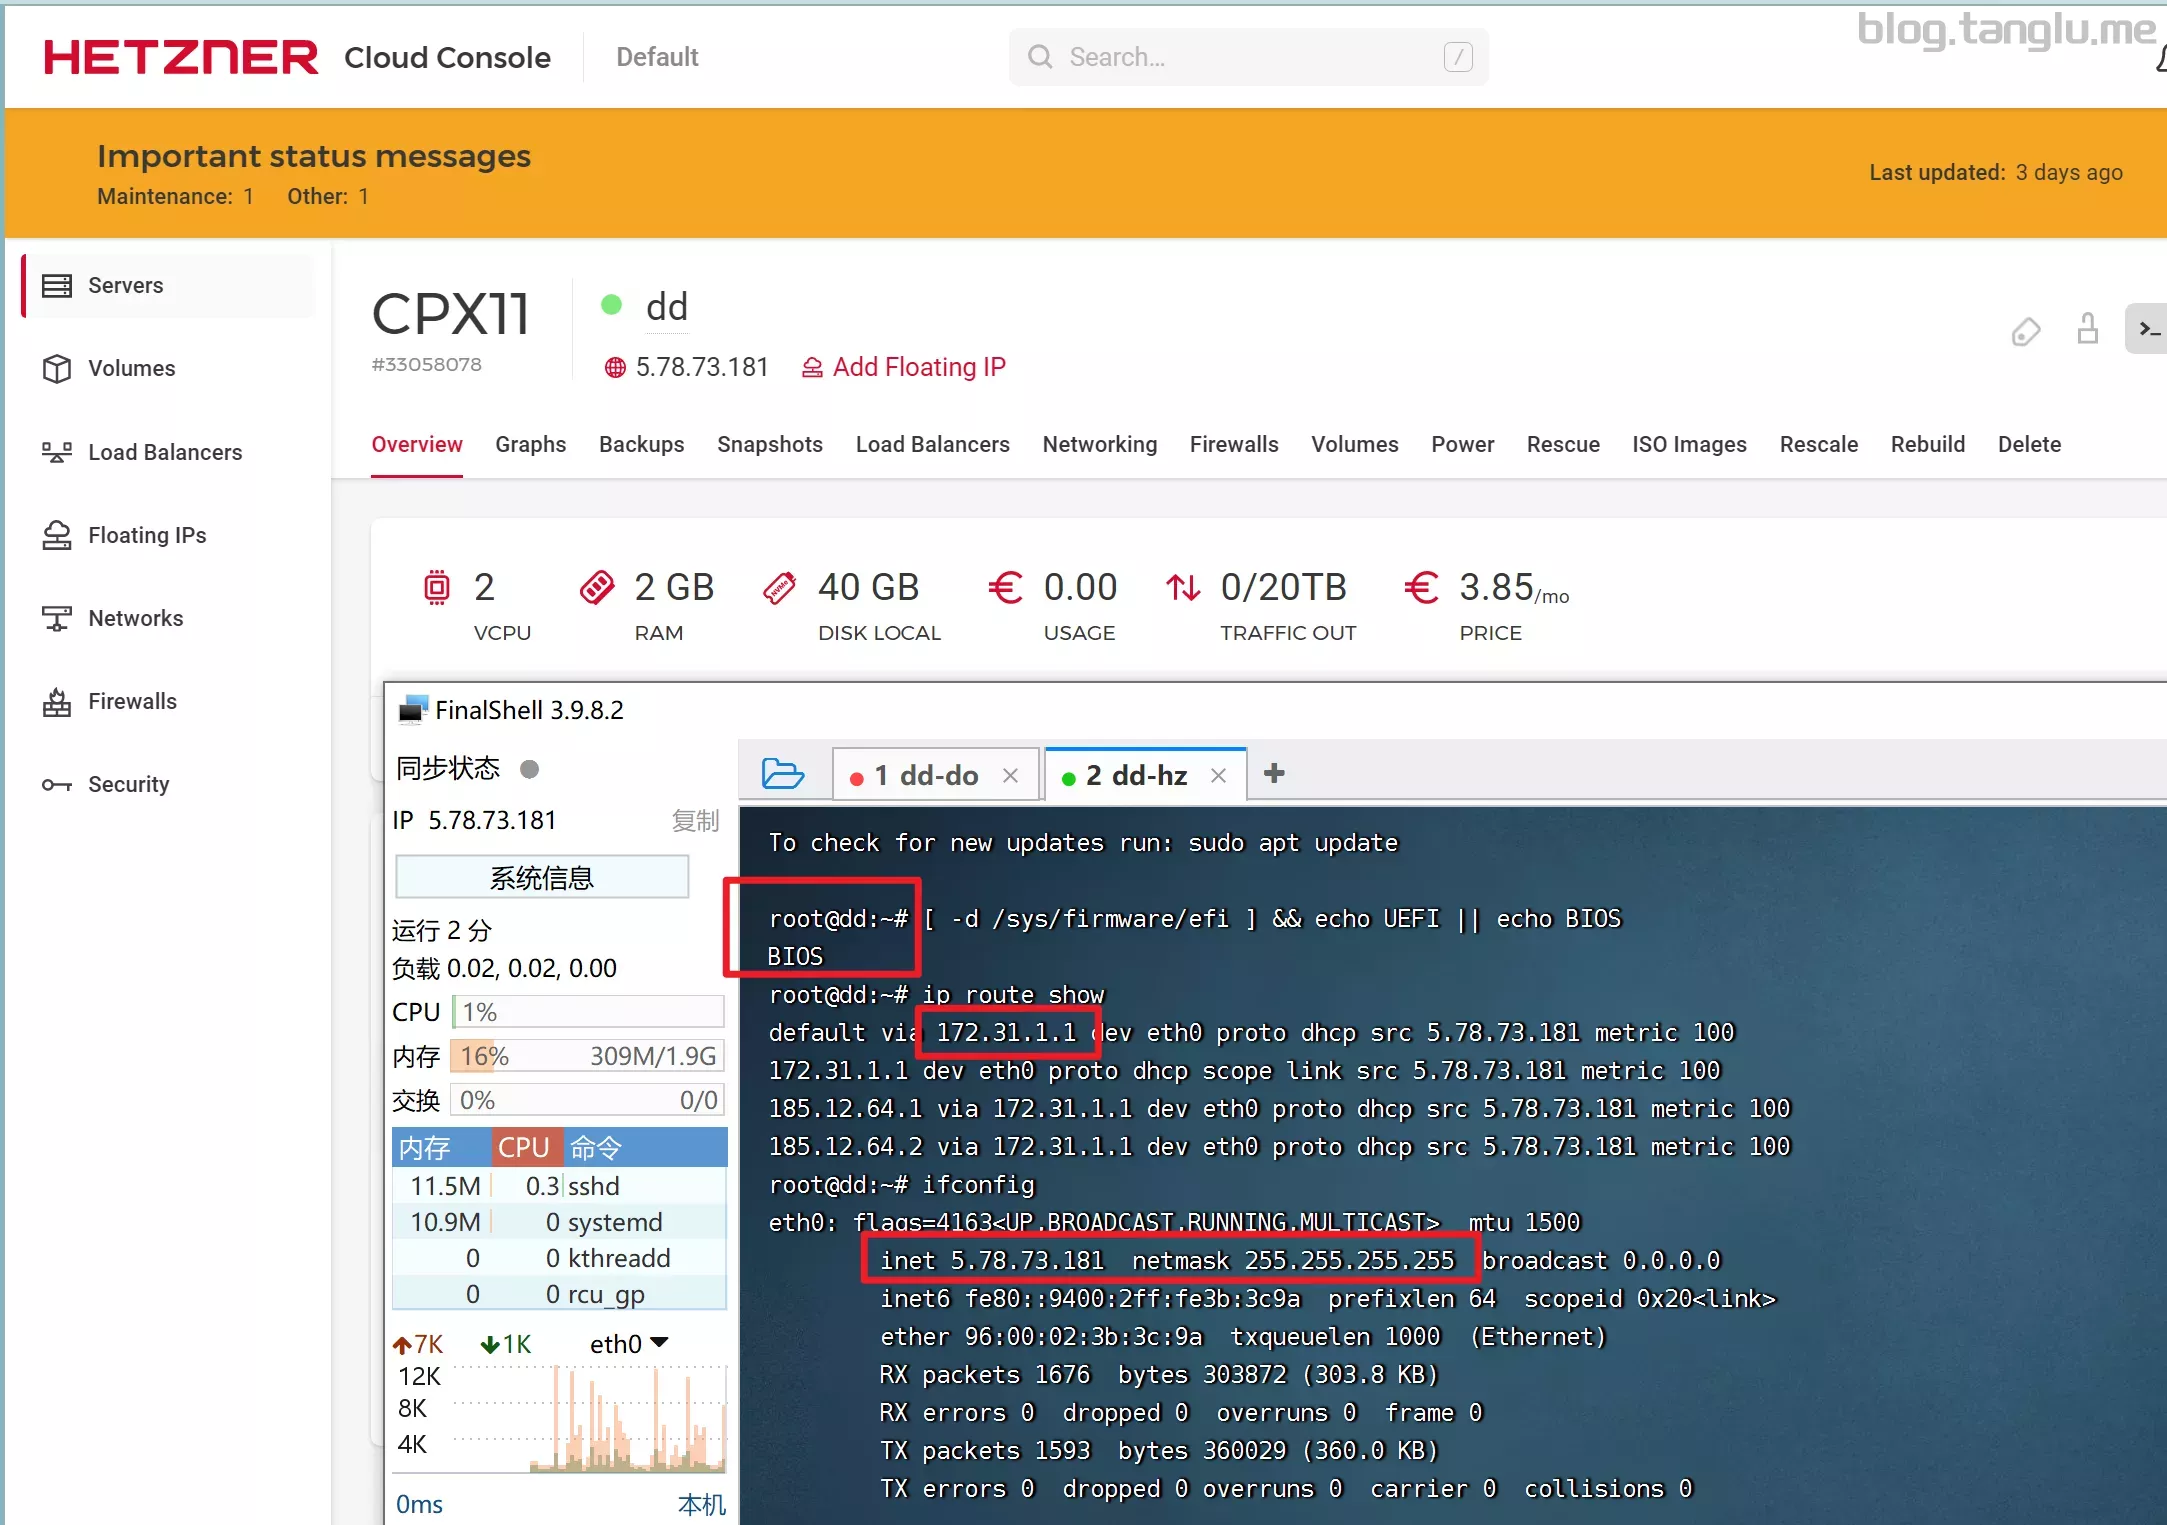 HETZNER Cloud Console Default Search... / blog.tanglu.me
Important status messages
Maintenance: 1 Other: 1
Last updated: 3 days ago
Servers
Volumes
Load Balancers
Floating IPs
Networks
Firewalls
Security
CPX11
#33058078
dd
5.78.73.181 Add Floating IP
Overview Graphs Backups Snapshots Load Balancers Networking Firewalls Volumes Power Rescue ISO Images Rescale Rebuild Delete
2 2 GB 40 GB € 0.00 0/20TB € 3.85/mo
VCPU RAM DISK LOCAL USAGE TRAFFIC OUT PRICE
FinalShell 3.9.8.2
同步状态
IP 5.78.73.181 复制
系统信息
运行 2 分
负载 0.02, 0.02, 0.00
CPU 1%
内存 16% 309M/1.9G
交换 0% 0/0
内存 CPU 命令
11.5M 0.3 sshd
10.9M 0 systemd
0 0 kthreadd
0 0 rcu_gp
7K 1K eth0
12K
8K
4K
0ms 本机
1 dd-do × 2 dd-hz × +
To check for new updates run: sudo apt update
root@dd:~# [ -d /sys/firmware/efi ] && echo UEFI || echo BIOS
BIOS
root@dd:~# ip route show
default via 172.31.1.1 dev eth0 proto dhcp src 5.78.73.181 metric 100
172.31.1.1 dev eth0 proto dhcp scope link src 5.78.73.181 metric 100
185.12.64.1 via 172.31.1.1 dev eth0 proto dhcp src 5.78.73.181 metric 100
185.12.64.2 via 172.31.1.1 dev eth0 proto dhcp src 5.78.73.181 metric 100
root@dd:~# ifconfig
eth0: flags=4163<UP,BROADCAST,RUNNING,MULTICAST> mtu 1500
inet 5.78.73.181 netmask 255.255.255.255 broadcast 0.0.0.0
inet6 fe80::9400:2ff:fe3b:3c9a prefixlen 64 scopeid 0x20<link>
ether 96:00:02:3b:3c:9a txqueuelen 1000 (Ethernet)
RX packets 1676 bytes 303872 (303.8 KB)
RX errors 0 dropped 0 overruns 0 frame 0
TX packets 1593 bytes 360029 (360.0 KB)
TX errors 0 dropped 0 overruns 0 carrier 0 collisions 0